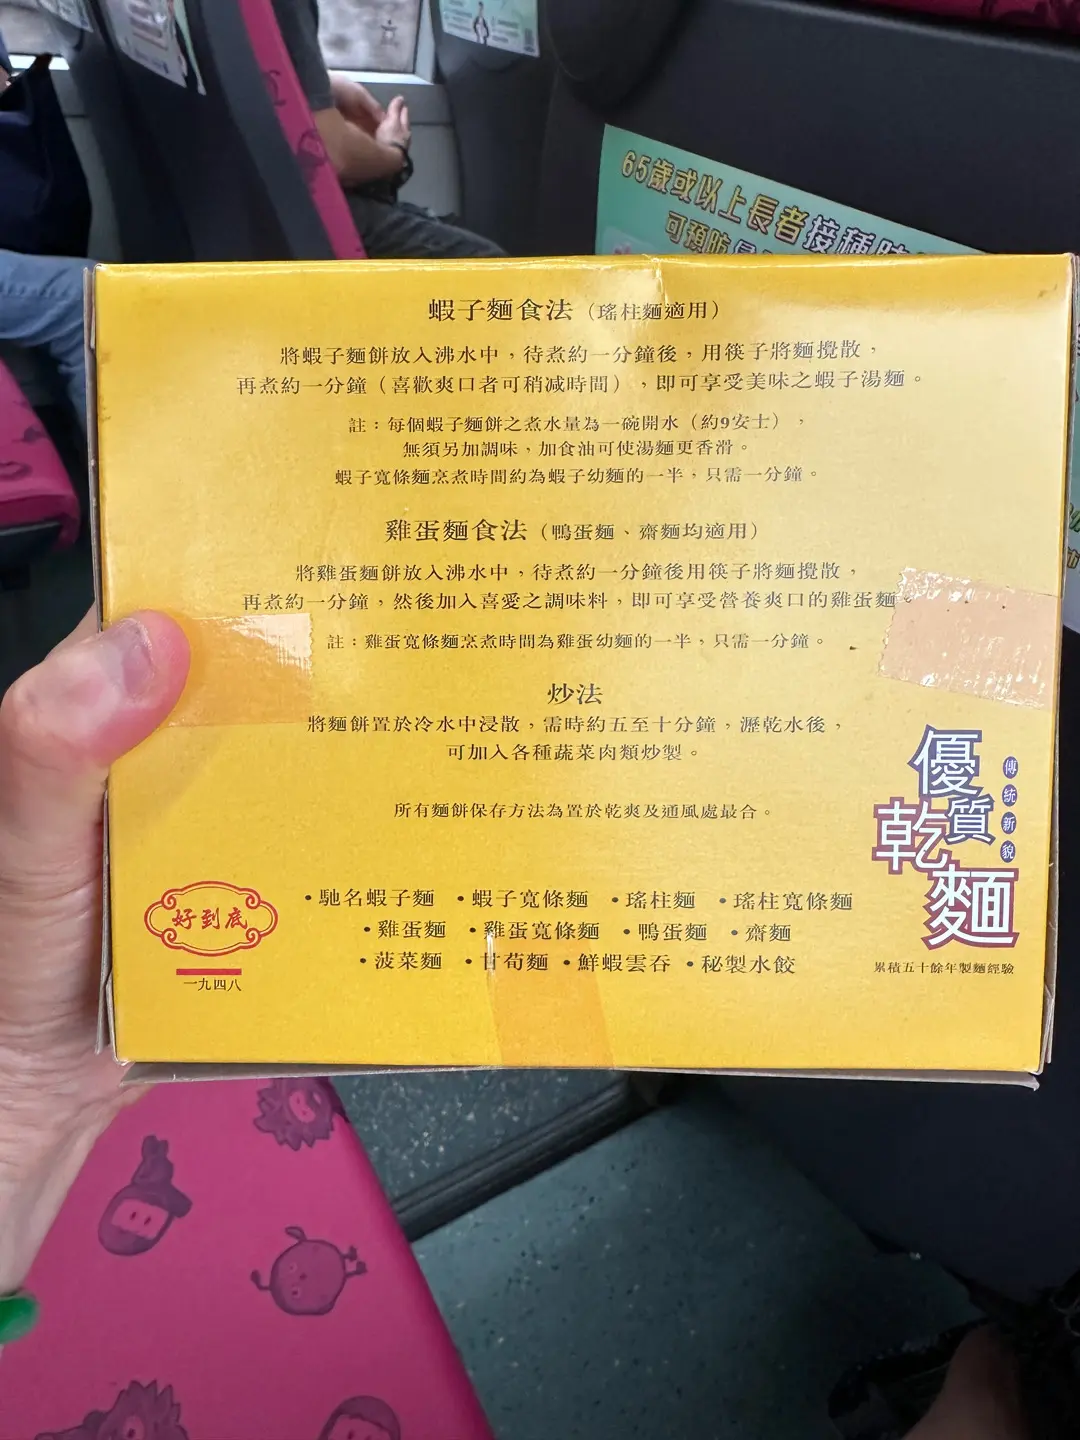 65歲或以上長者接種
可預防
蝦子麵食法（瑤柱麵適用）
將蝦子麵餅放入沸水中，待煮約一分鐘後，用筷子將麵攪散，
再煮約一分鐘（喜歡爽口者可稍減時間），即可享受美味之蝦子湯麵。
註：每個蝦子麵餅之煮水量為一碗開水（約9安士），
無須另加調味，加食油可使湯麵更香滑。
蝦子寬條麵烹煮時間約為蝦子幼麵的一半，只需一分鐘。
雞蛋麵食法（鴨蛋麵、齋麵均適用）
將雞蛋麵餅放入沸水中，待煮約一分鐘後用筷子將麵攪散，
再煮約一分鐘，然後加入喜愛之調味料，即可享受營養爽口的雞蛋麵。
註：雞蛋寬條麵烹煮時間為雞蛋幼麵的一半，只需一分鐘。
炒法
將麵餅置於冷水中浸散，需時約五至十分鐘，瀝乾水後，
可加入各種蔬菜肉類炒製。
所有麵餅保存方法為置於乾爽及通風處最合。
•馳名蝦子麵 •蝦子寬條麵 •瑤柱麵 •瑤柱寬條麵
•雞蛋麵 •雞蛋寬條麵 •鴨蛋麵 •齋麵
•菠菜麵 •甘荀麵 •鮮蝦雲吞 •秘製水餃
好到底
一九四八
優質乾麵
傳統新貌
累積五十餘年製麵經驗